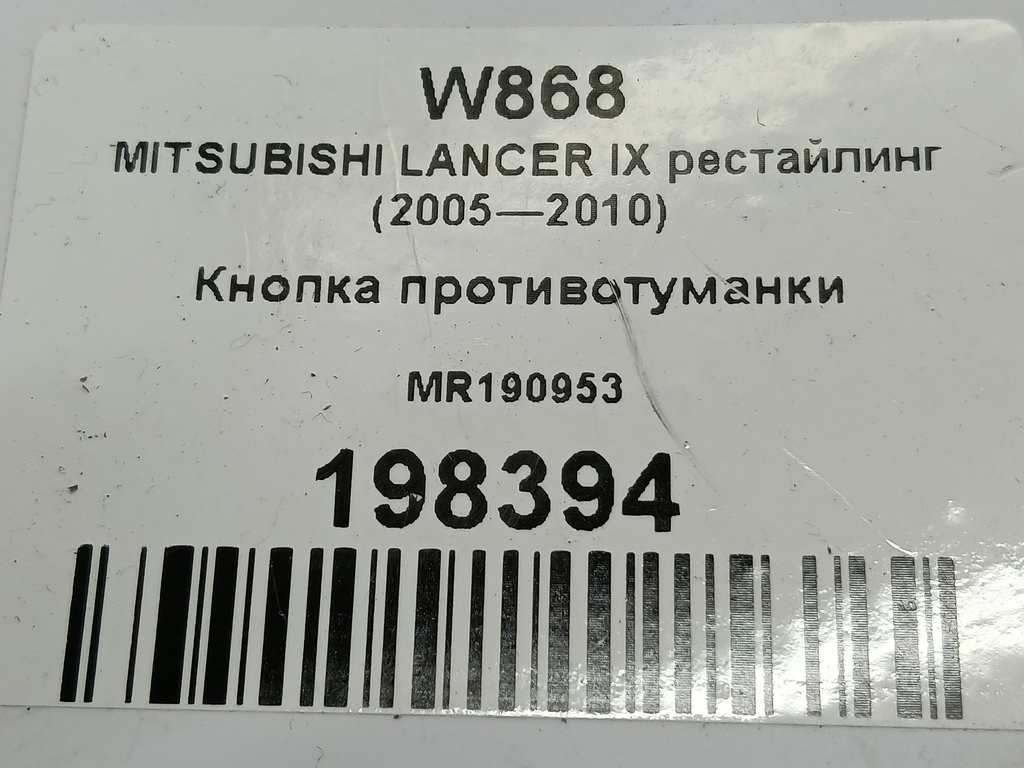 W868
MITSUBISHI LANCER IX рестайлинг
(2005—2010)
Кнопка противотуманки
MR190953
198394